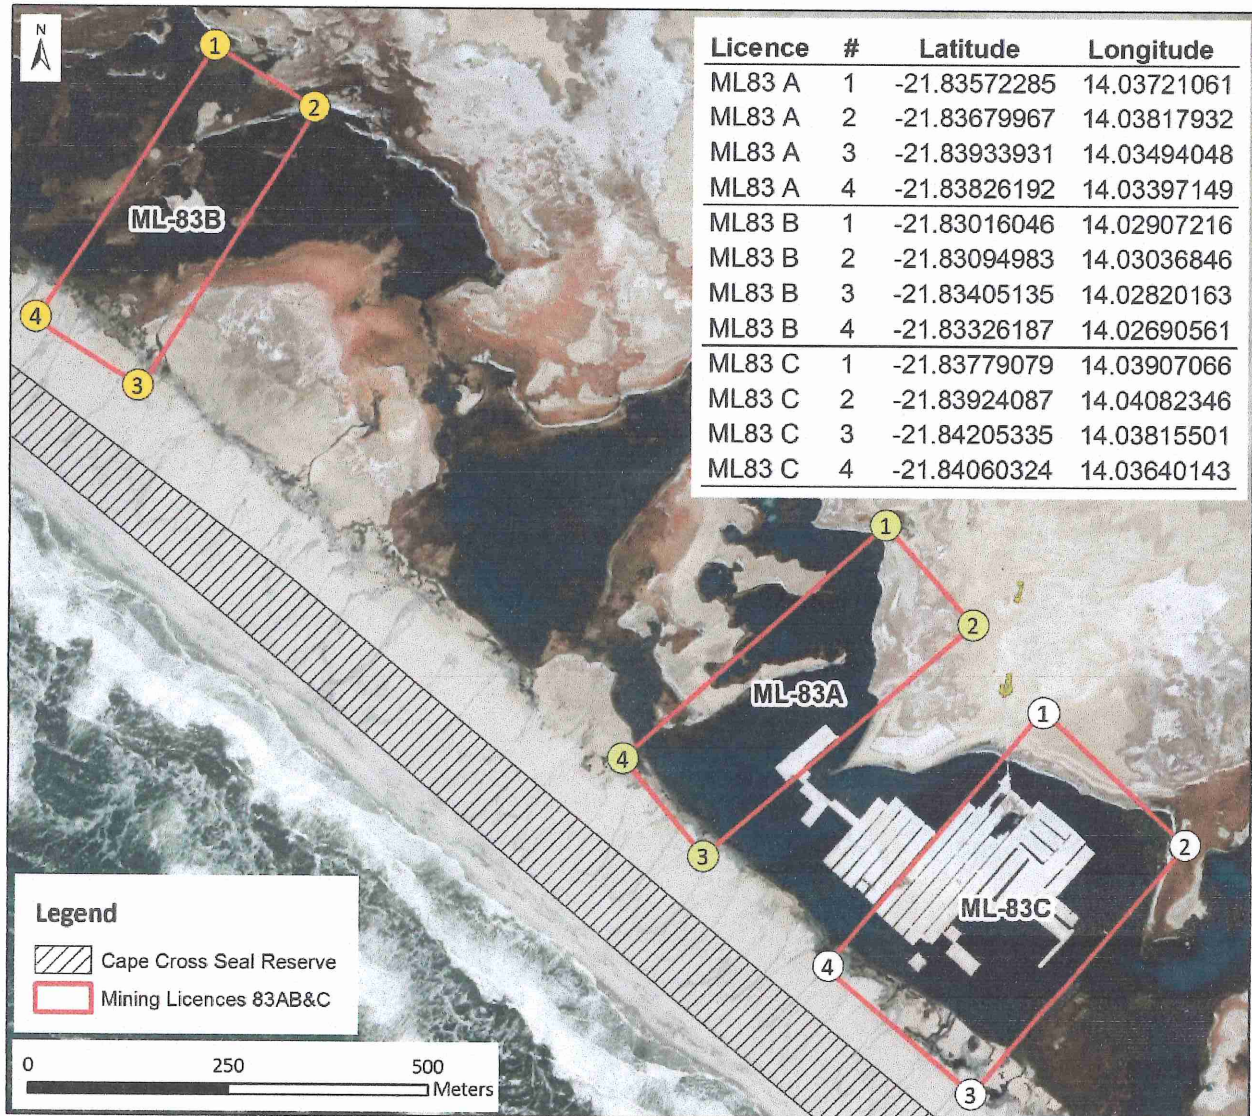 N
Licence # Latitude Longitude
ML83 A 1 -21.83572285 14.03721061
ML83 A 2 -21.83679967 14.03817932
ML83 A 3 -21.83933931 14.03494048
ML83 A 4 -21.83826192 14.03397149
ML83 B 1 -21.83016046 14.02907216
ML83 B 2 -21.83094983 14.03036846
ML83 B 3 -21.83405135 14.02820163
ML83 B 4 -21.83326187 14.02690561
ML83 C 1 -21.83779079 14.03907066
ML83 C 2 -21.83924087 14.04082346
ML83 C 3 -21.84205335 14.03815501
ML83 C 4 -21.84060324 14.03640143
1
2
ML-83B
4
3
1
2
ML-83A
4
3
1
2
ML-83C
4
3
Legend
Cape Cross Seal Reserve
Mining Licences 83AB&C
0 250 500
Meters